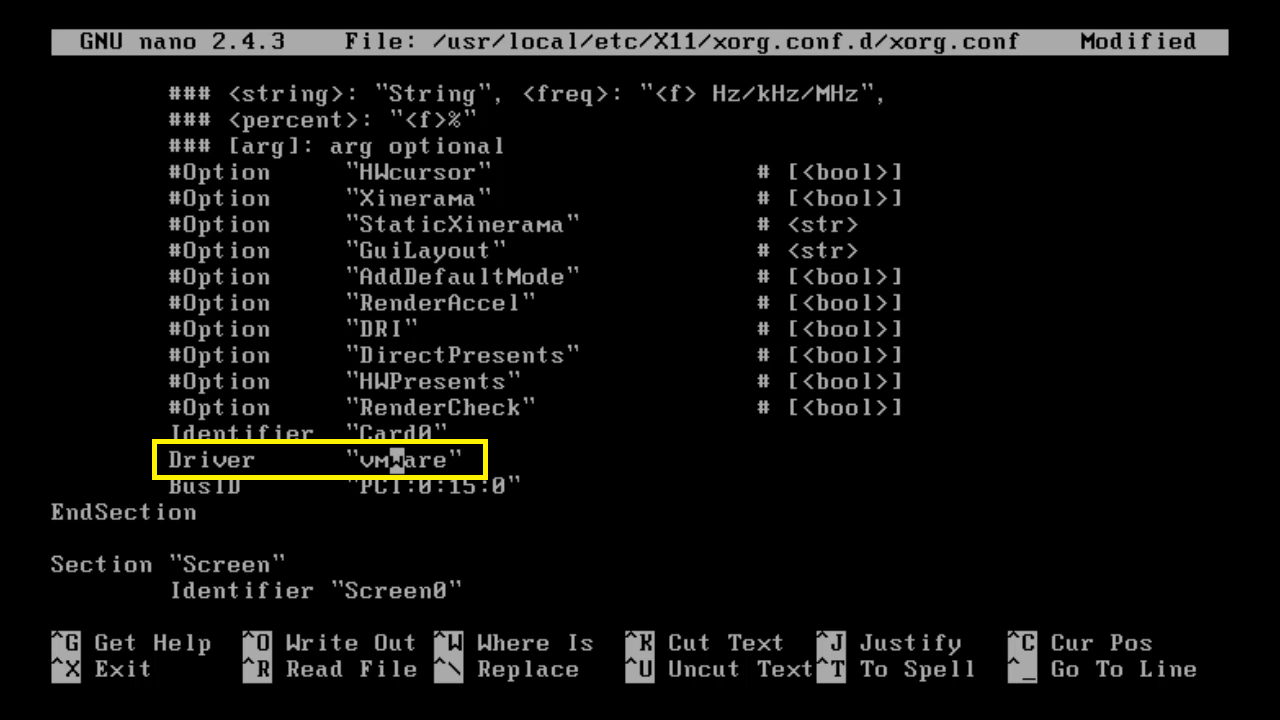 GNU nano 2.4.3 File: /usr/local/etc/X11/xorg.conf.d/xorg.conf Modified
### <string>: "String", <freq>: "<f> Hz/kHz/MHz",
### <percent>: "<f>%"
### [arg]: arg optional
#Option "HWcursor" # [<bool>]
#Option "Xinerama" # [<bool>]
#Option "StaticXinerama" # <str>
#Option "GuiLayout" # <str>
#Option "AddDefaultMode" # [<bool>]
#Option "RenderAccel" # [<bool>]
#Option "DRI" # [<bool>]
#Option "DirectPresents" # [<bool>]
#Option "HWPresents" # [<bool>]
#Option "RenderCheck" # [<bool>]
Identifier "Card0"
Driver "vmware"
BusID "PCI:0:15:0"
EndSection
Section "Screen"
Identifier "Screen0"
^G Get Help ^O Write Out ^W Where Is ^K Cut Text ^J Justify ^C Cur Pos
^X Exit ^R Read File ^\ Replace ^U Uncut Text ^T To Spell ^_ Go To Line